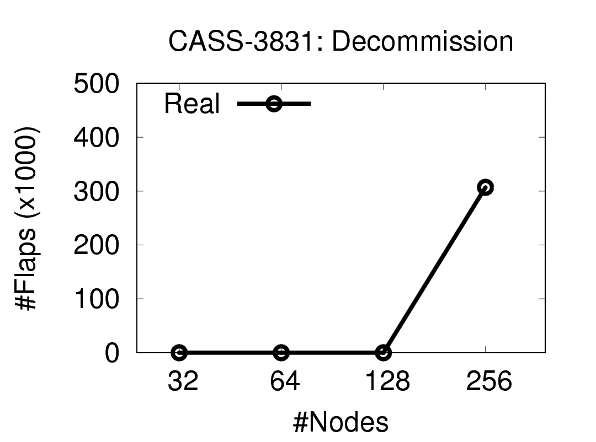 CASS-3831: Decommission
500
400
300
200
100
0
#Flaps (x1000)
Real
32 64 128 256
#Nodes